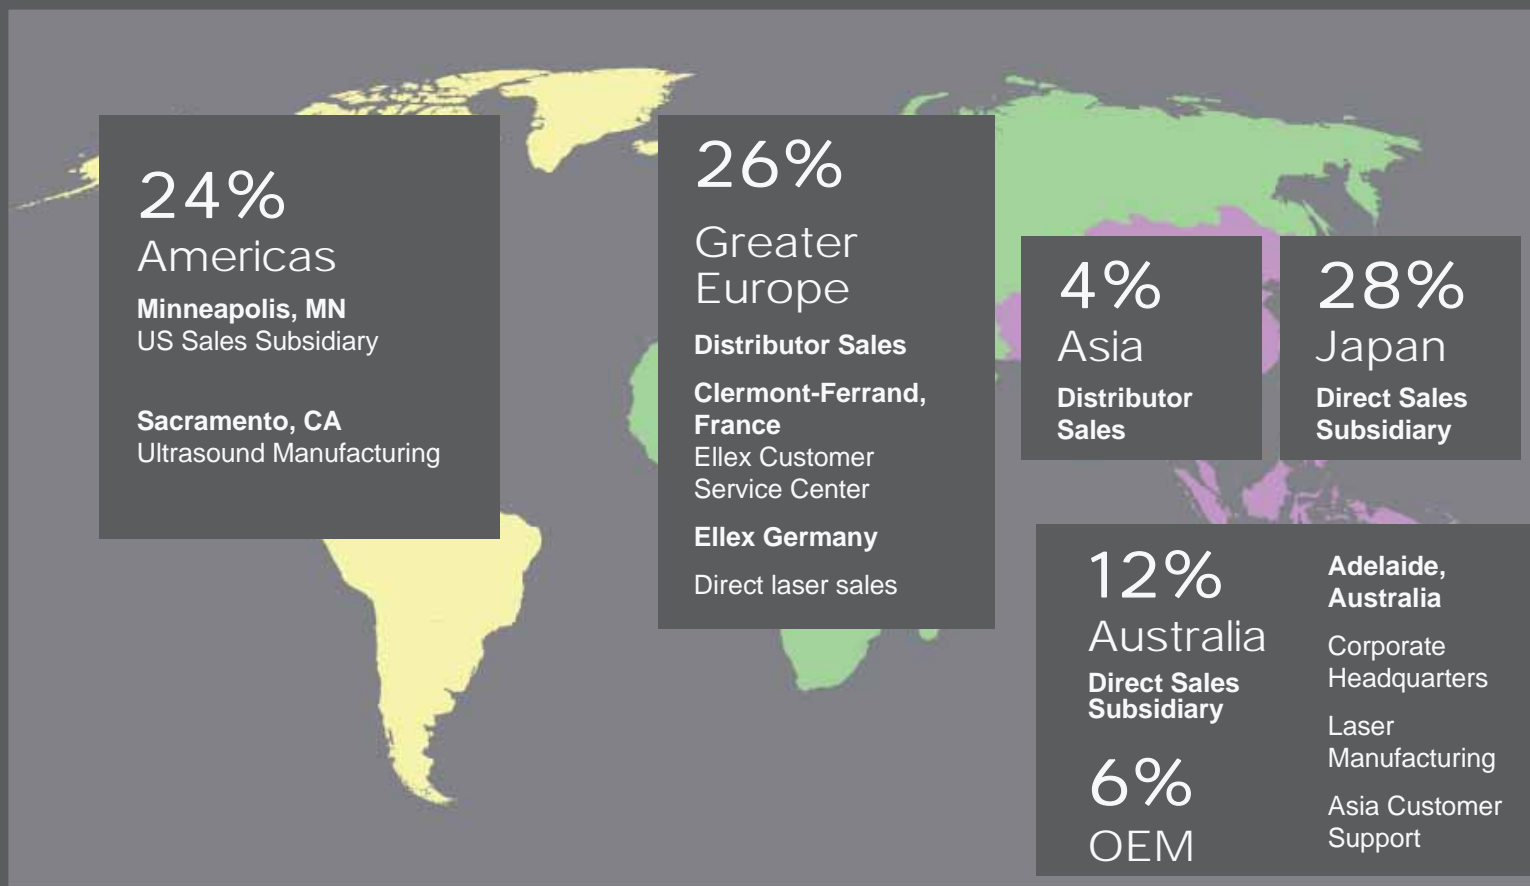 24%
Americas
Minneapolis, MN
US Sales Subsidiary
Sacramento, CA
Ultrasound Manufacturing
26%
Greater
Europe
Distributor Sales
Clermont-Ferrand,
France
Ellex Customer
Service Center
Ellex Germany
Direct laser sales
4%
Asia
Distributor
Sales
28%
Japan
Direct Sales
Subsidiary
12%
Australia
Direct Sales
Subsidiary
6%
OEM
Adelaide,
Australia
Corporate
Headquarters
Laser
Manufacturing
Asia Customer
Support